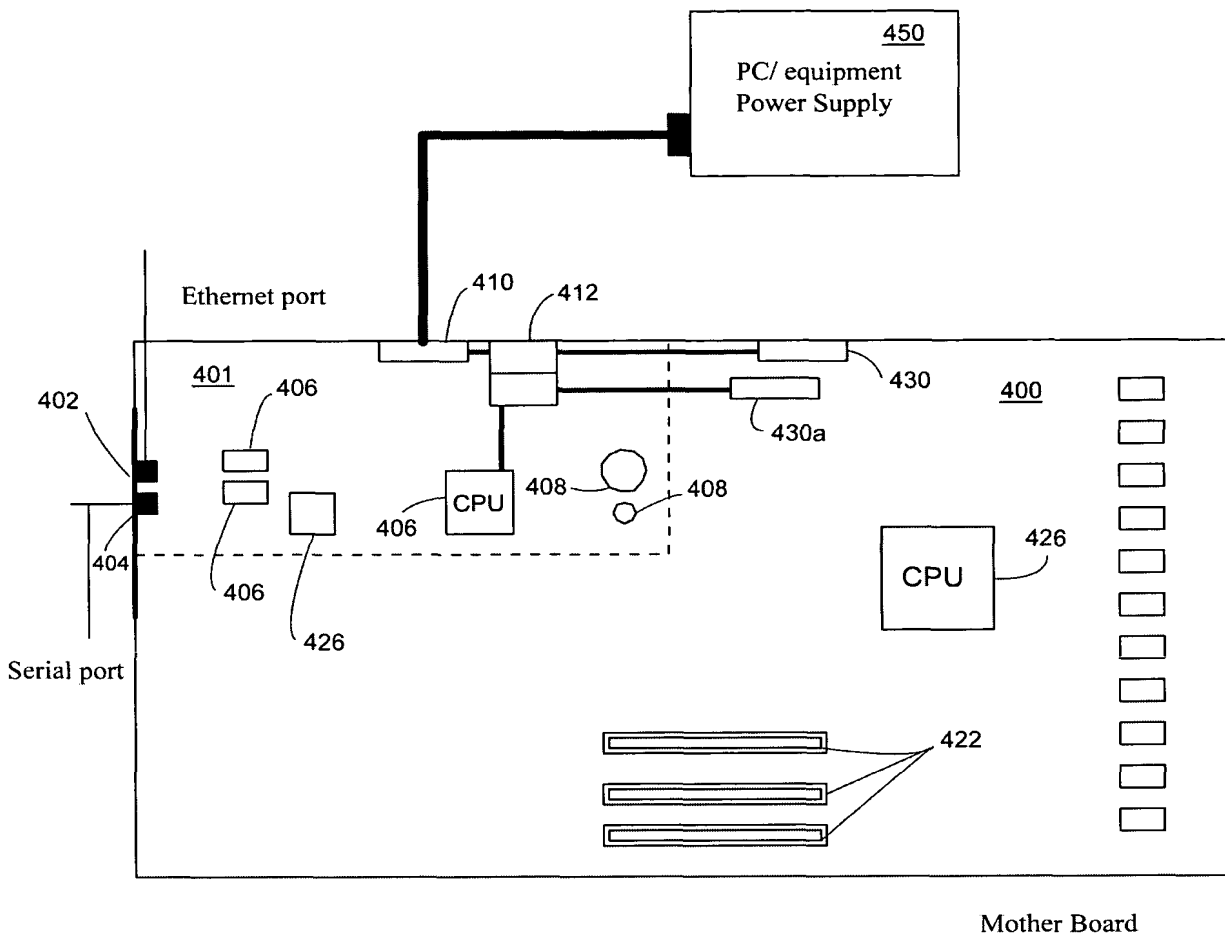 450
PC/ equipment
Power Supply
Ethernet port
410
412
401
406
402
430
400
430a
408
408
CPU
406
404
406
426
CPU
426
Serial port
422
Mother Board